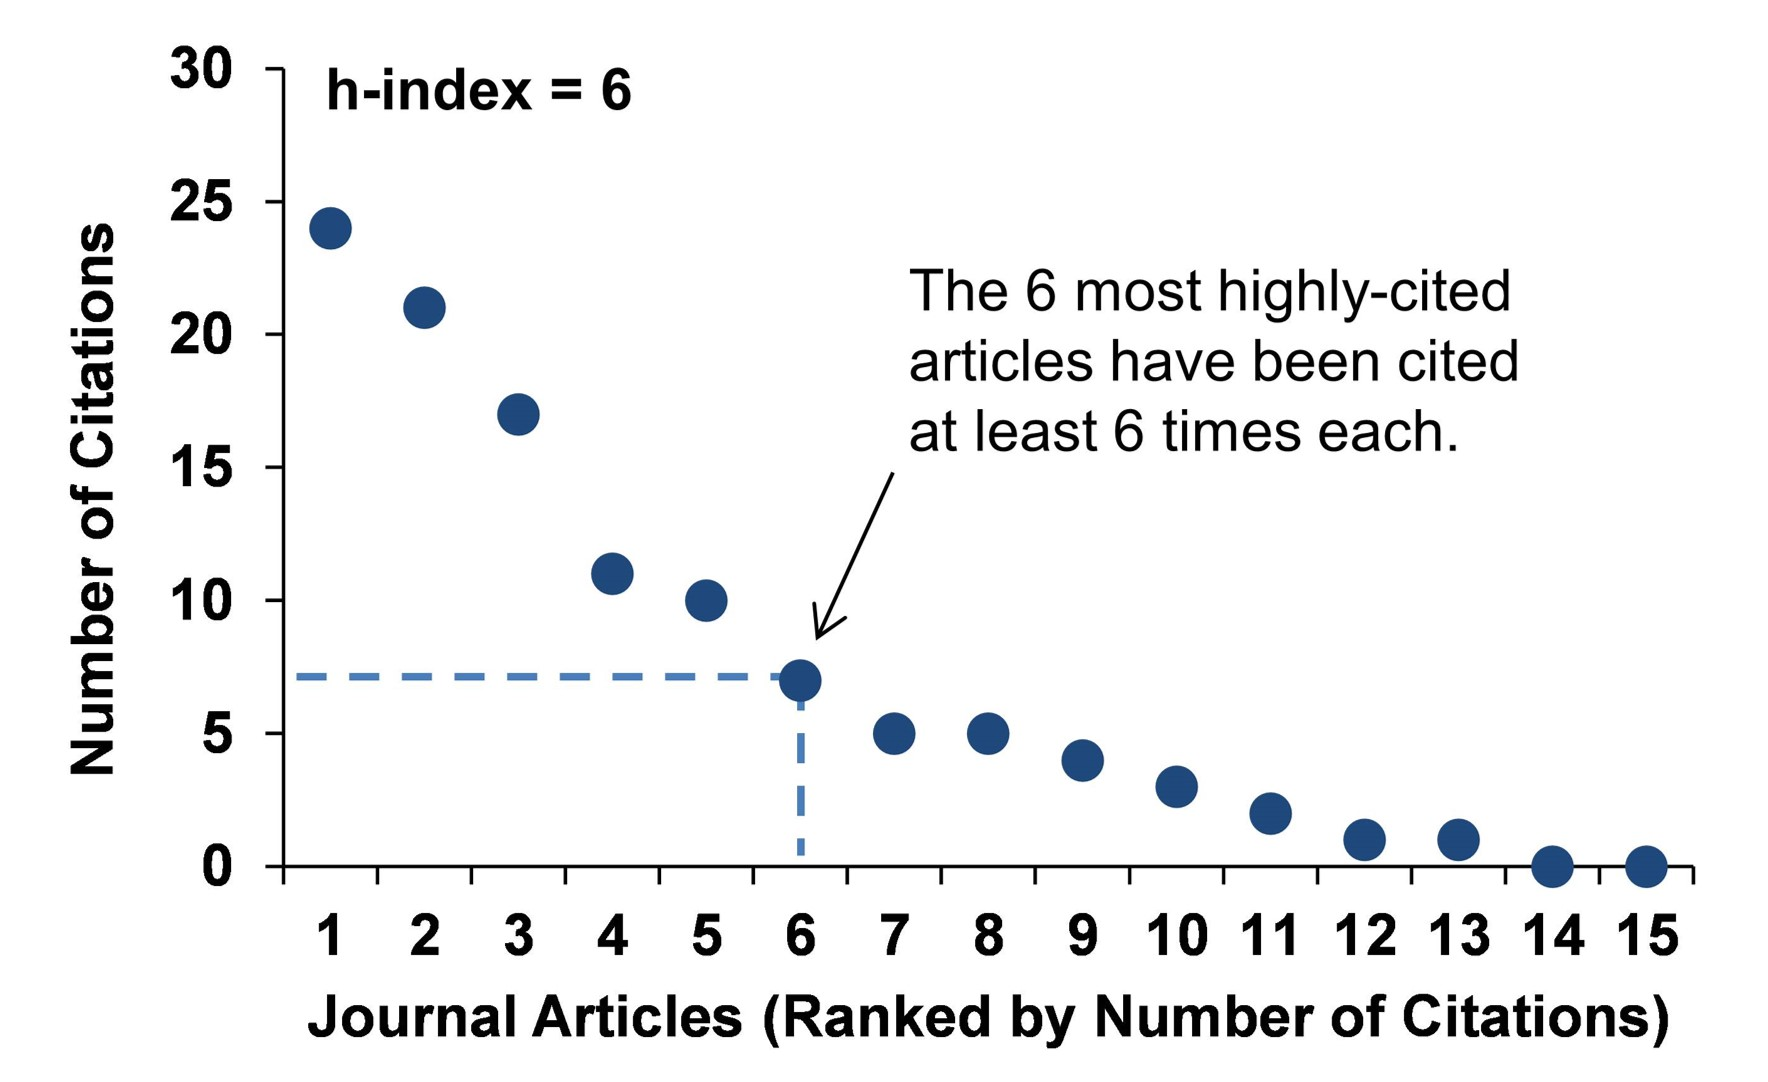 h-index = 6
30
25
20
15
10
5
0
Number of Citations
The 6 most highly-cited
articles have been cited
at least 6 times each.
1 2 3 4 5 6 7 8 9 10 11 12 13 14 15
Journal Articles (Ranked by Number of Citations)